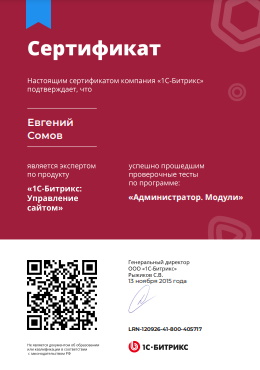 Сертификат
Настоящим сертификатом компания «1С-Битрикс»
подтверждает, что
Евгений
Сомов
является экспертом
по продукту
«1С-Битрикс:
Управление
сайтом»
успешно прошедшим
проверочные тесты
по программе:
«Администратор. Модули»
Генеральный директор
ООО «1С-Битрикс»
Рыжиков С.В.
13 ноября 2015 года
LRN-120926-41-800-405717
Не является документом об образовании
или квалификации в соответствии
с законодательством РФ
1С-БИТРИКС